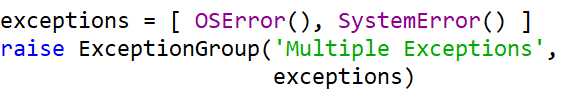 exceptions = [ OSError(), SystemError() ]
raise ExceptionGroup('Multiple Exceptions',
                     exceptions)